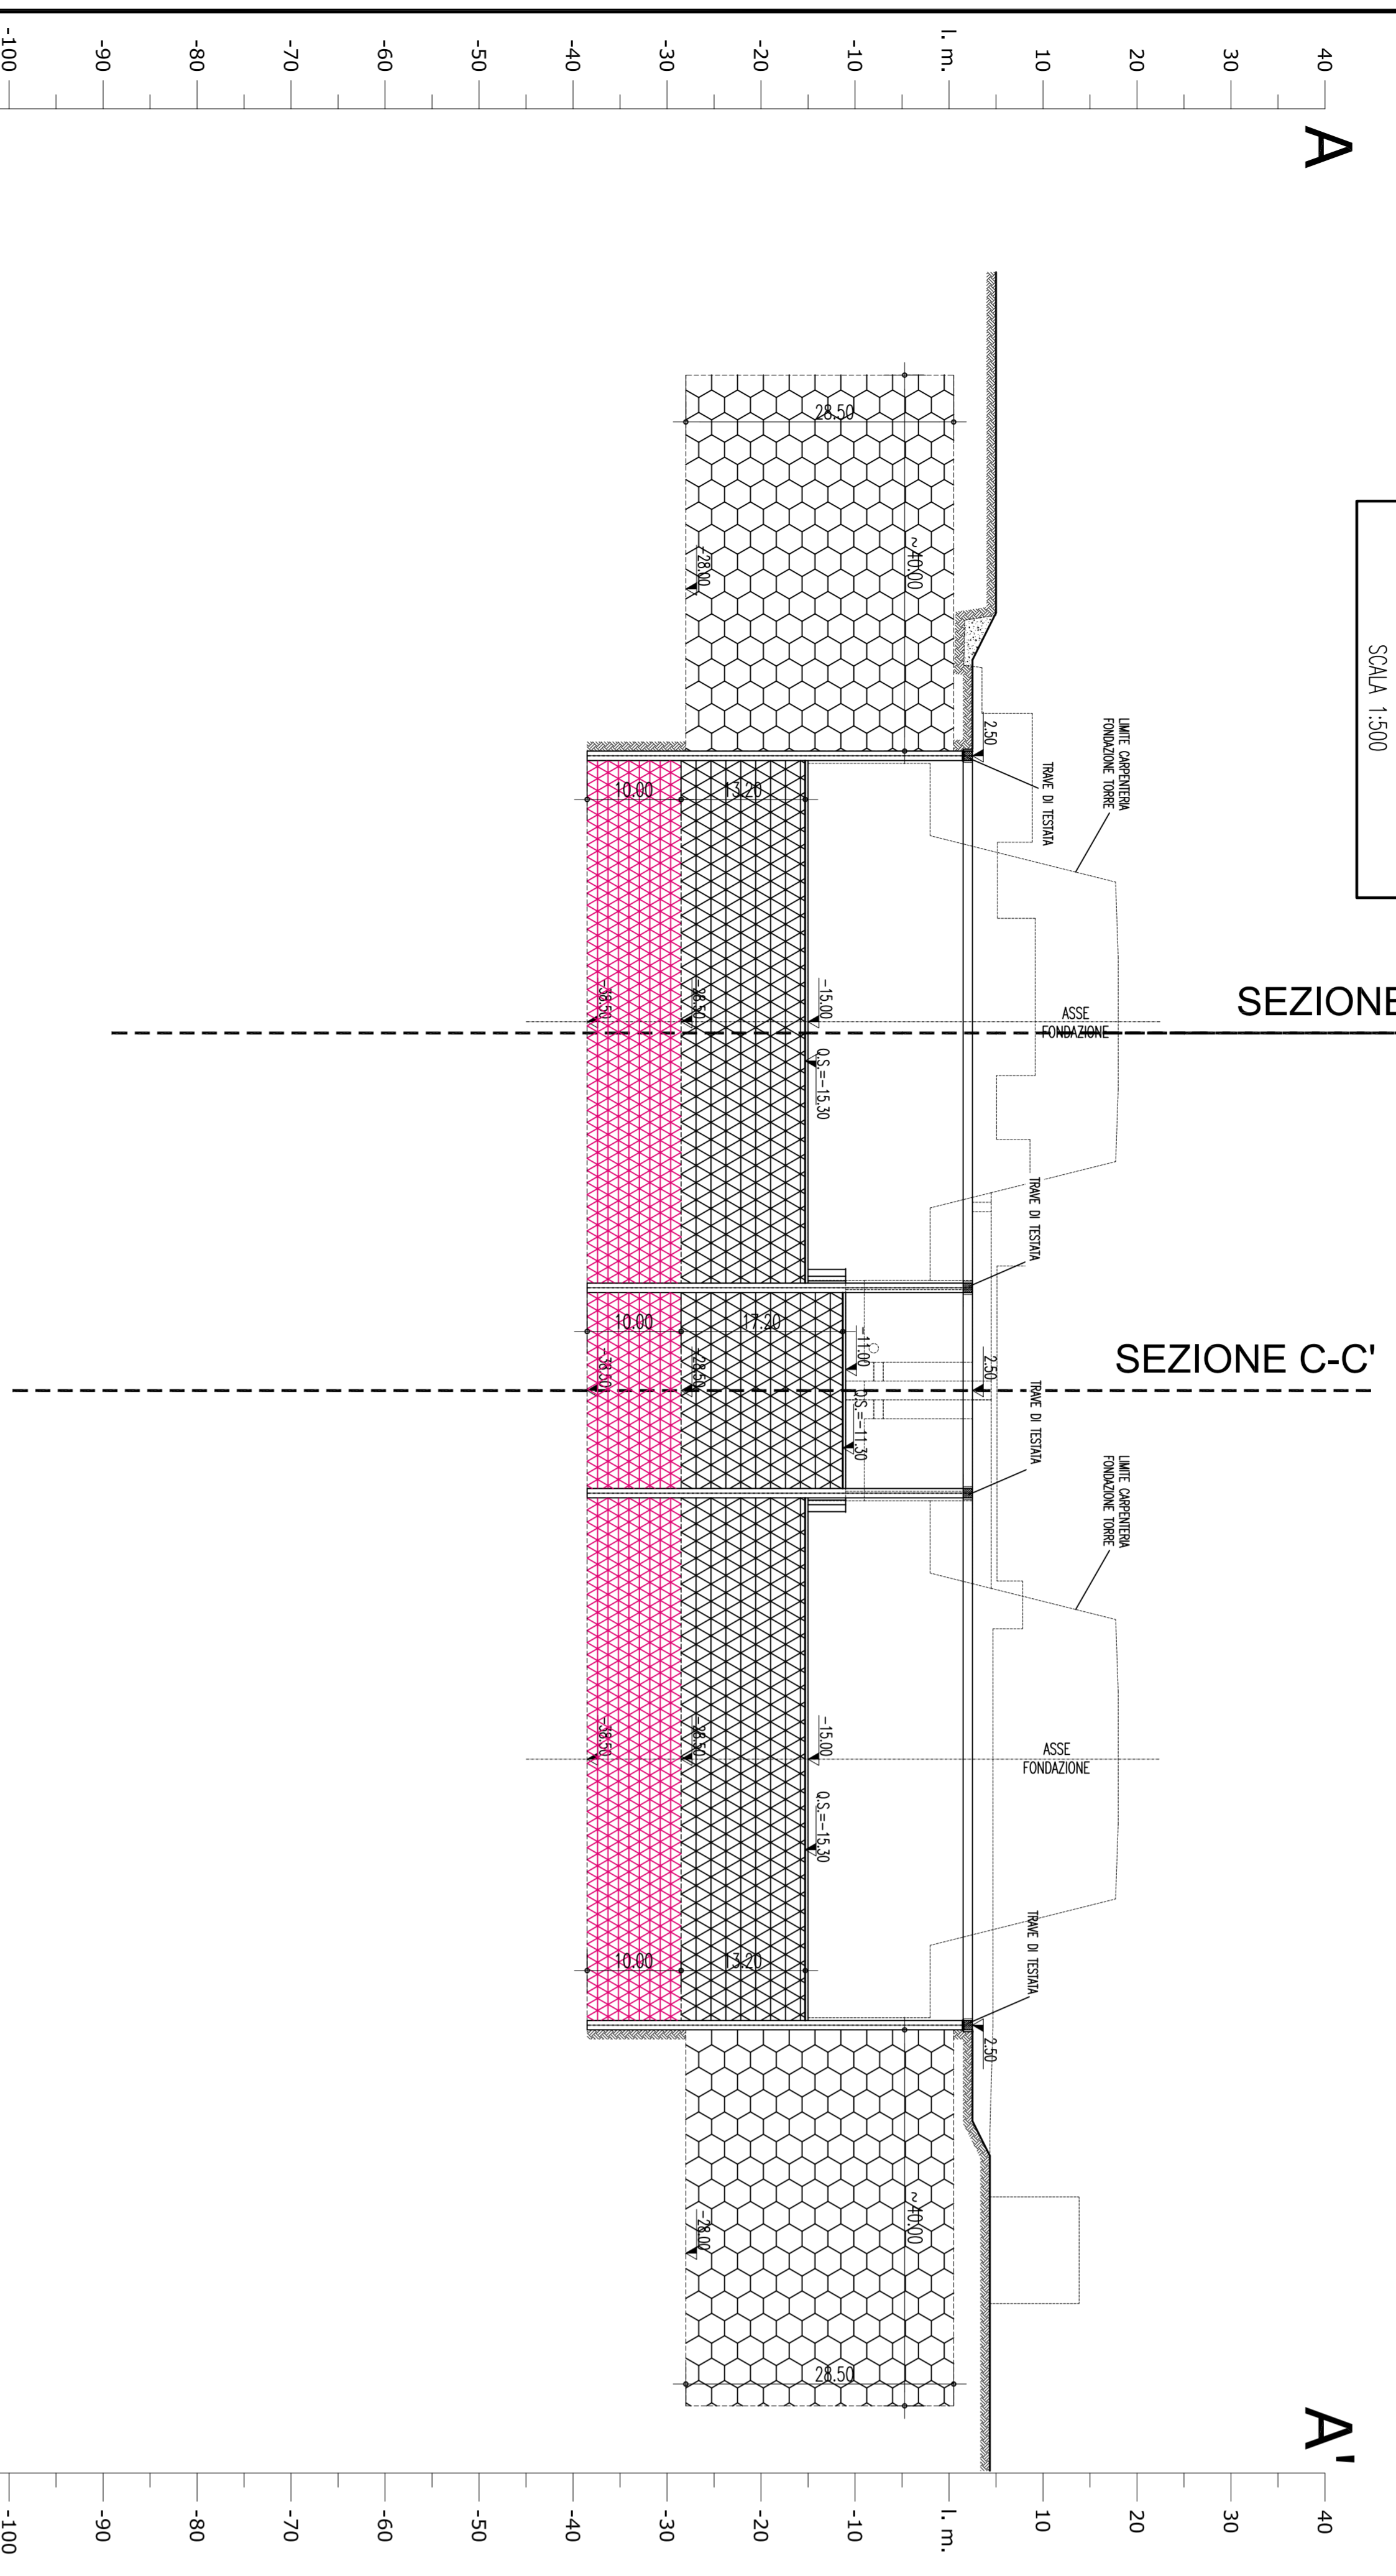 SCALA 1:500
A
A'
40
30
20
10
l. m.
-10
-20
-30
-40
-50
-60
-70
-80
-90
-100
40
30
20
10
l. m.
-10
-20
-30
-40
-50
-60
-70
-80
-90
-100
SEZIONE
SEZIONE C-C'
LIMITE CARPENTERIA
FONDAZIONE TORRE
TRAVE DI TESTATA
2.50
ASSE
FONDAZIONE
TRAVE DI TESTATA
2.50
TRAVE DI TESTATA
LIMITE CARPENTERIA
FONDAZIONE TORRE
ASSE
FONDAZIONE
TRAVE DI TESTATA
2.50
28.50
~40.00
-28.00
10.00
13.20
-15.00
Q.S.=-15.30
-28.50
-38.50
10.00
17.20
-11.00
Q.S.=-11.30
-28.50
-38.50
-15.00
Q.S.=-15.30
-28.50
-38.50
10.00
13.20
~40.00
-28.00
28.50